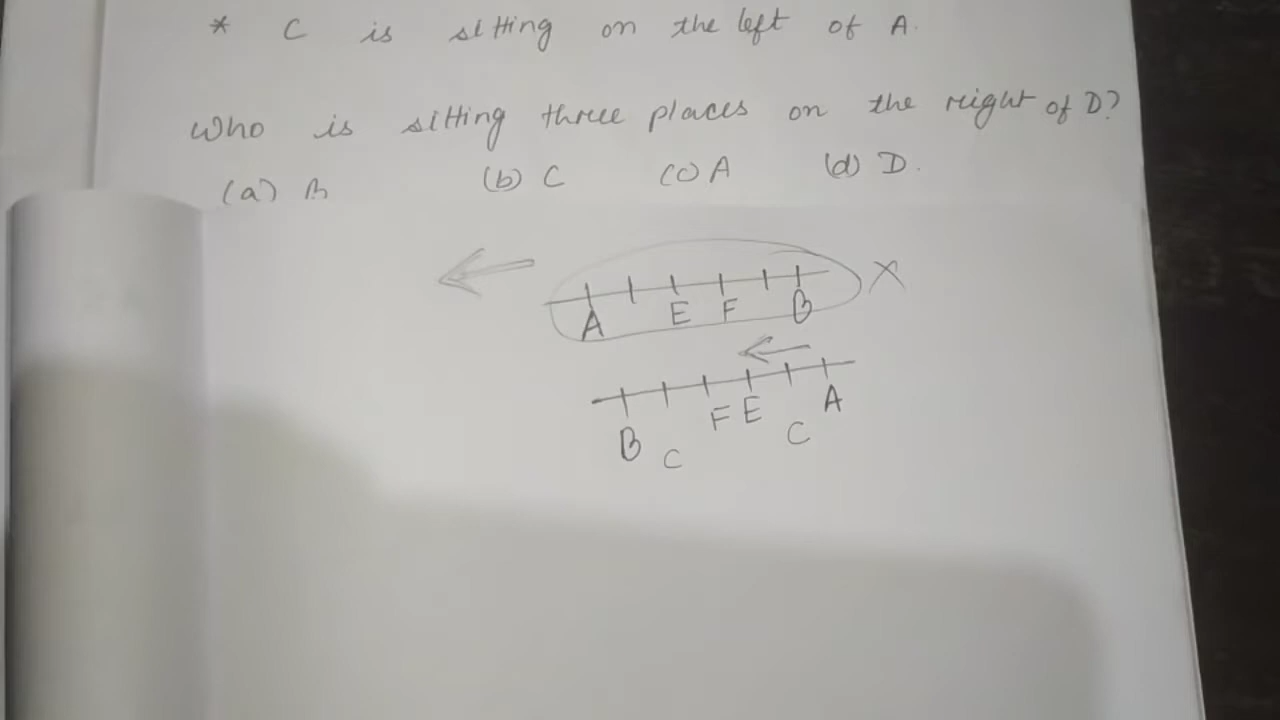 * C is sitting on the left of A.
Who is sitting three places on the right of D?
(a) B (b) C (c) A (d) D.
X
A E F B
F E A
B C C